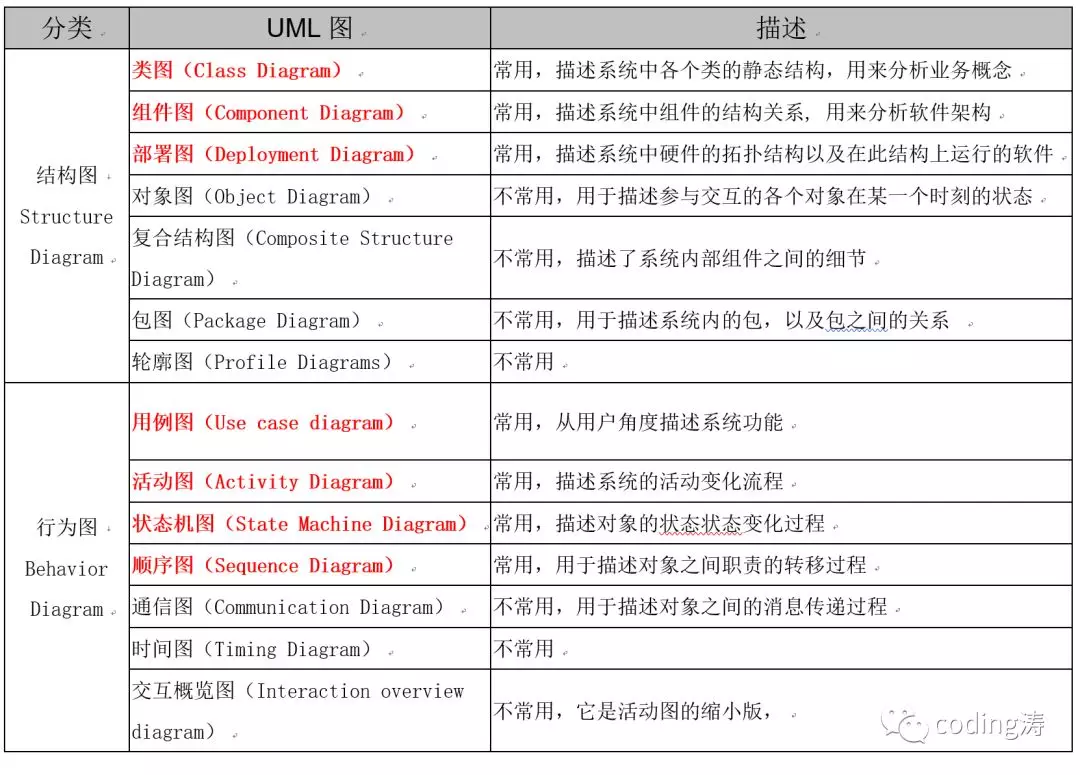 分类 UML 图 描述
结构图
Structure
Diagram
类图（Class Diagram） 常用，描述系统中各个类的静态结构，用来分析业务概念
组件图（Component Diagram） 常用，描述系统中组件的结构关系, 用来分析软件架构
部署图（Deployment Diagram） 常用，描述系统中硬件的拓扑结构以及在此结构上运行的软件
对象图（Object Diagram） 不常用，用于描述参与交互的各个对象在某一个时刻的状态
复合结构图（Composite Structure
Diagram） 不常用，描述了系统内部组件之间的细节
包图（Package Diagram） 不常用，用于描述系统内的包，以及包之间的关系
轮廓图（Profile Diagrams） 不常用
行为图
Behavior
Diagram
用例图（Use case diagram） 常用，从用户角度描述系统功能
活动图（Activity Diagram） 常用，描述系统的活动变化流程
状态机图（State Machine Diagram） 常用，描述对象的状态状态变化过程
顺序图（Sequence Diagram） 常用，用于描述对象之间职责的转移过程
通信图（Communication Diagram） 不常用，用于描述对象之间的消息传递过程
时间图（Timing Diagram） 不常用
交互概览图（Interaction overview
diagram） 不常用，它是活动图的缩小版，
coding涛